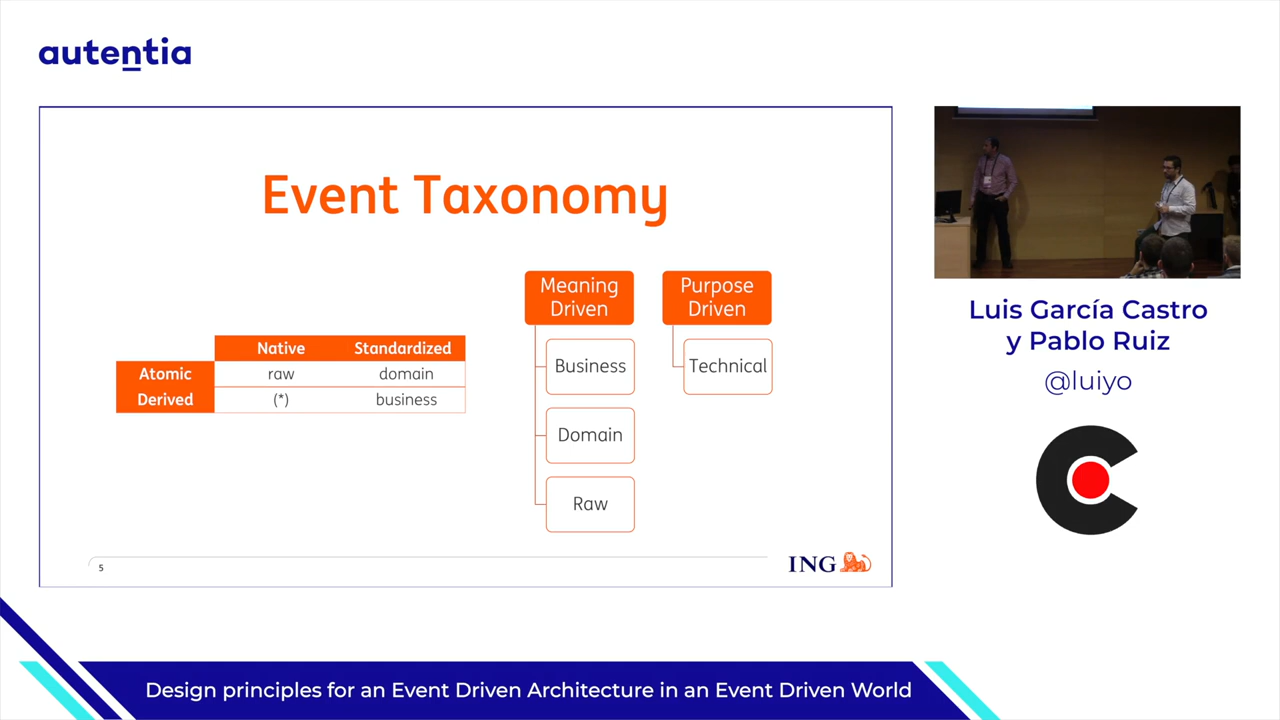 autentia
Event Taxonomy
Native Standardized
Atomic raw domain
Derived (*) business
Meaning
Driven
Business
Domain
Raw
Purpose
Driven
Technical
5
ING
Luis García Castro
y Pablo Ruiz
@luiyo
Design principles for an Event Driven Architecture in an Event Driven World